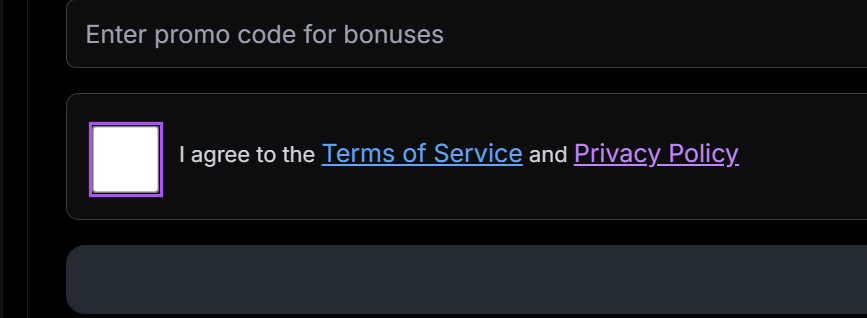 Enter promo code for bonuses
I agree to the Terms of Service and Privacy Policy